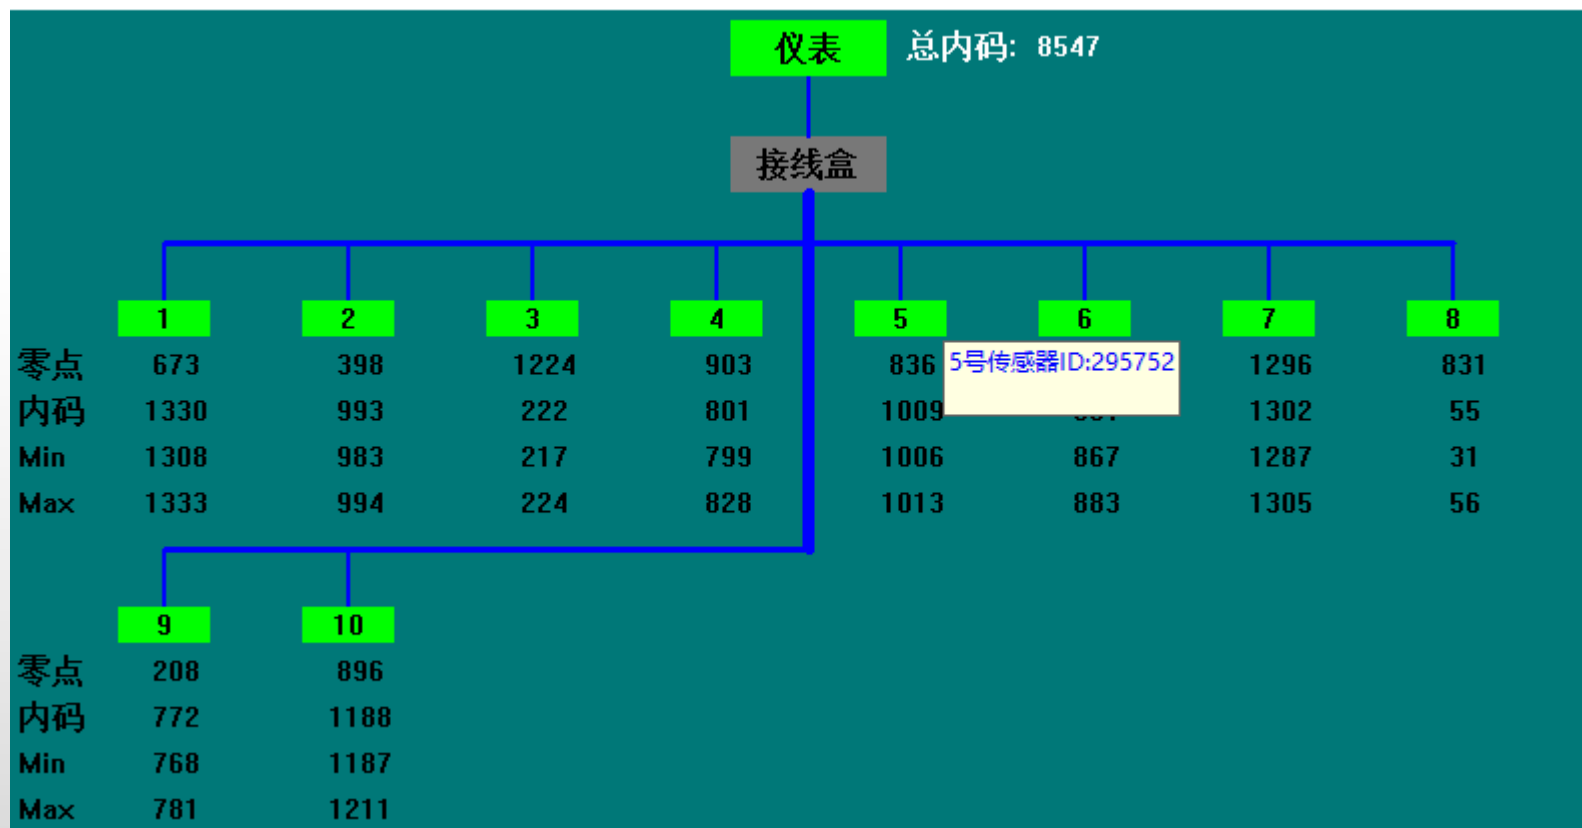 仪表 总内码: 8547
接线盒
1 2 3 4 5 6 7 8
零点 673 398 1224 903 836 5号传感器ID:295752 1296 831
内码 1330 993 222 801 1009 1302 55
Min 1308 983 217 799 1006 867 1287 31
Max 1333 994 224 828 1013 883 1305 56
9 10
零点 208 896
内码 772 1188
Min 768 1187
Max 781 1211